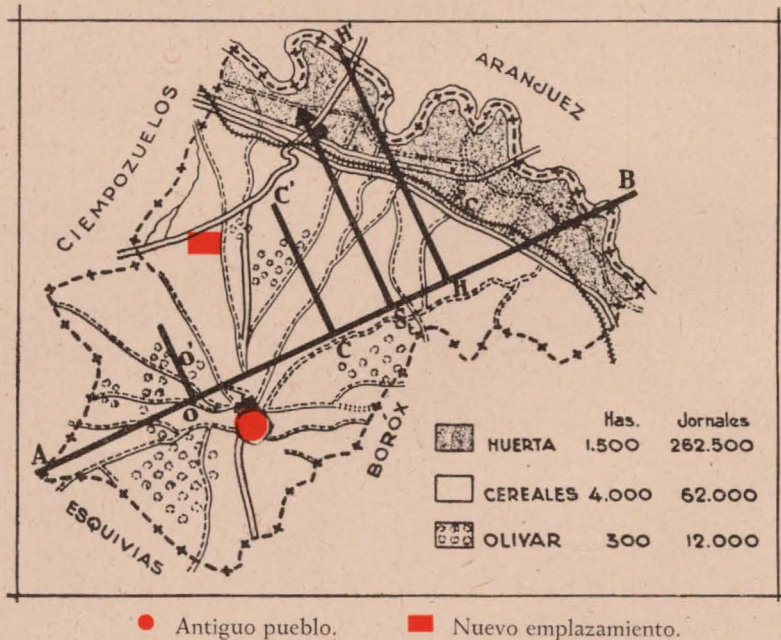 H'
ARANJUEZ
CIEMPOZUELOS
B
C'
H
S
C
O'
O
A
BORÓX
ESQUIVIAS
Has. Jornales
HUERTA 1.500 262.500
CEREALES 4.000 62.000
OLIVAR 300 12.000
Antiguo pueblo. Nuevo emplazamiento.